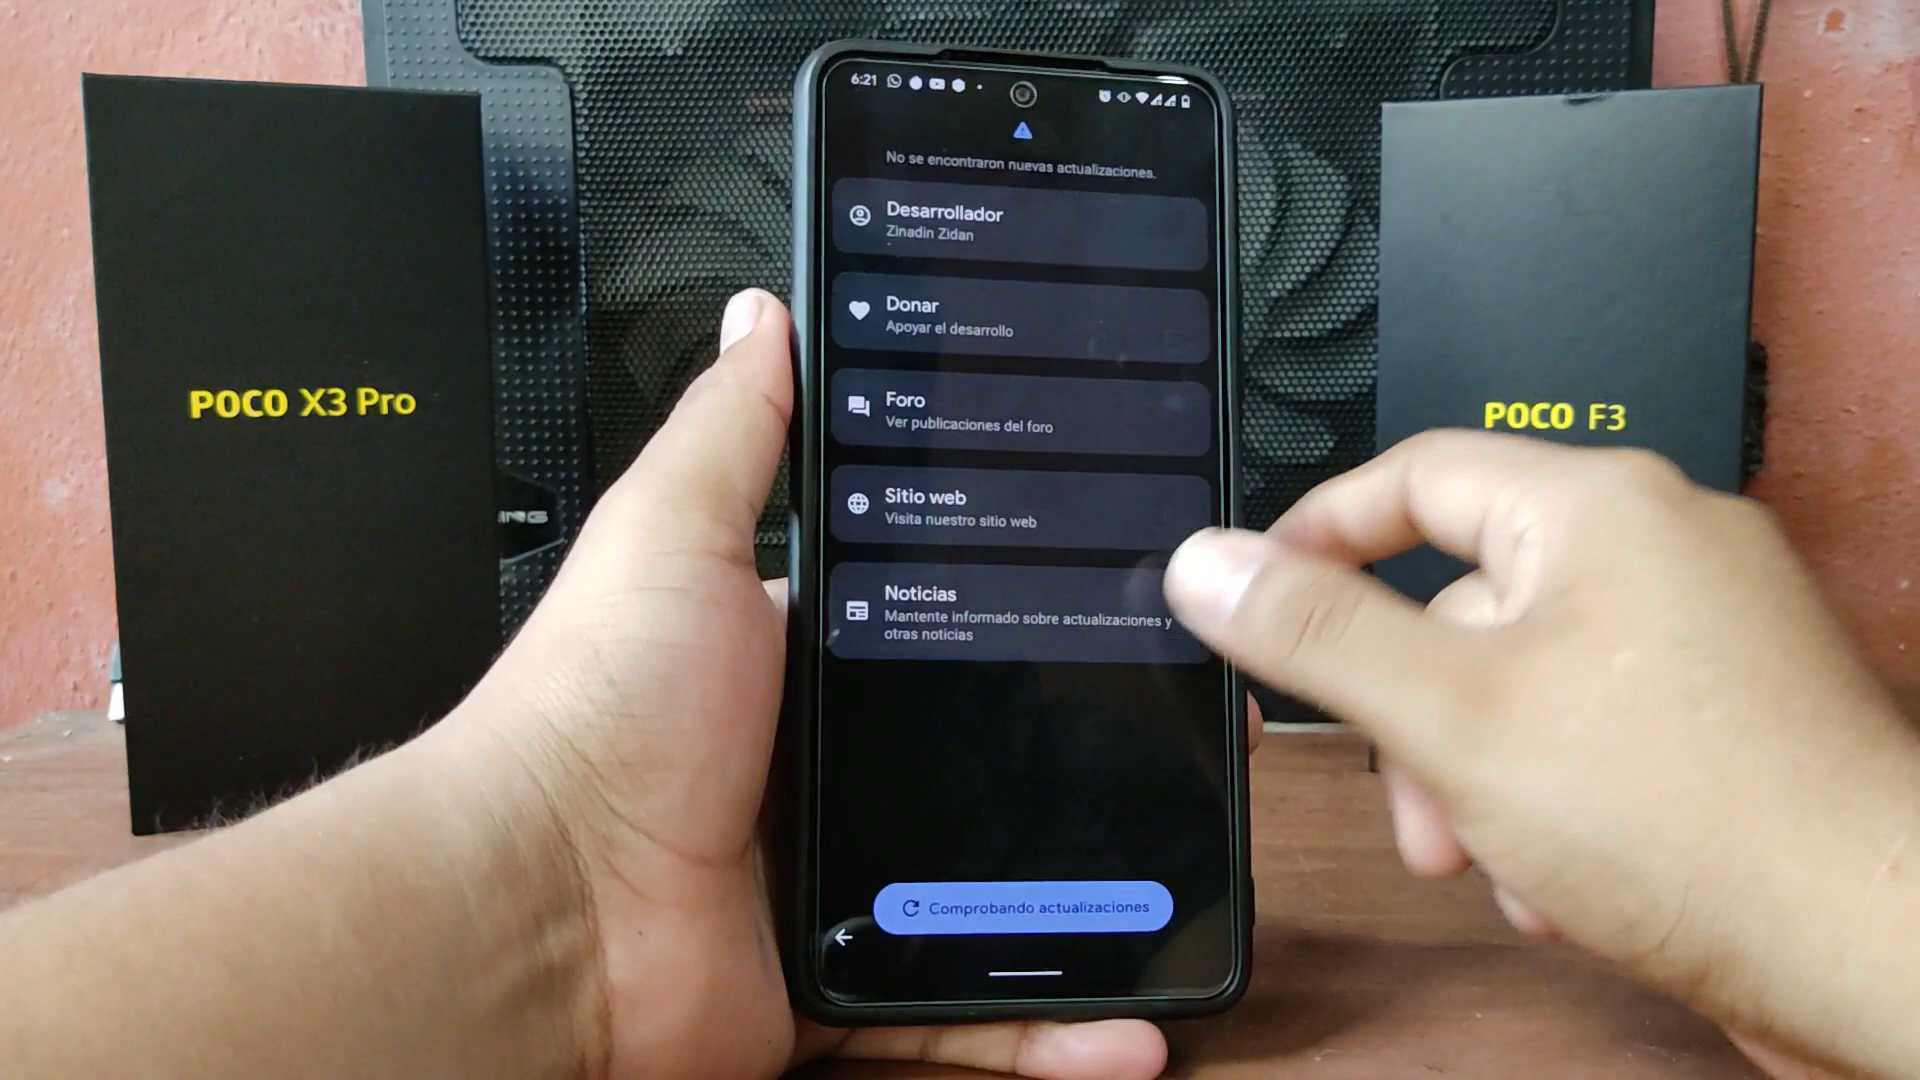 6:21
No se encontraron nuevas actualizaciones.
Desarrollador
Zinadin Zidan
Donar
Apoyar el desarrollo
Foro
Ver publicaciones del foro
Sitio web
Visita nuestro sitio web
Noticias
Mantente informado sobre actualizaciones y
otras noticias
Comprobando actualizaciones
POCO X3 Pro
POCO F3
ING